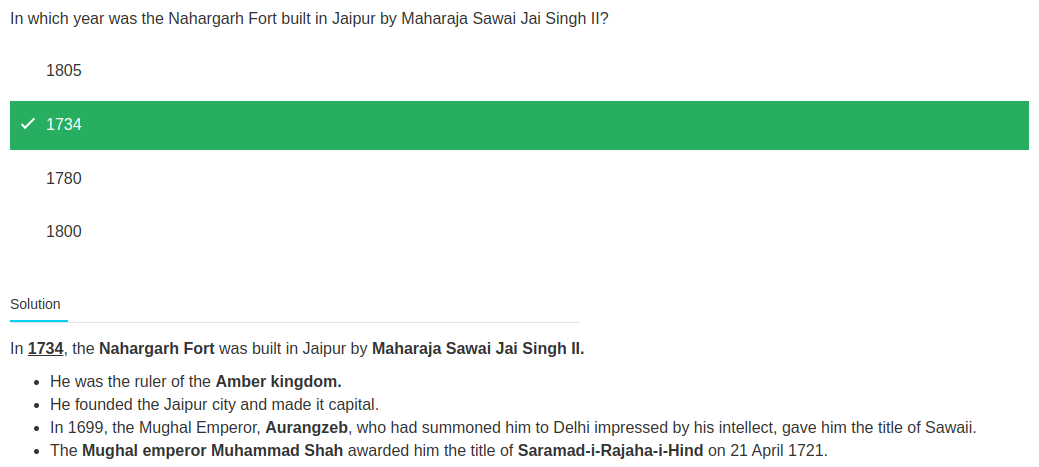 In which year was the Nahargarh Fort built in Jaipur by Maharaja Sawai Jai Singh II?
1805
1734
1780
1800
Solution
In 1734, the Nahargarh Fort was built in Jaipur by Maharaja Sawai Jai Singh II.
He was the ruler of the Amber kingdom.
He founded the Jaipur city and made it capital.
In 1699, the Mughal Emperor, Aurangzeb, who had summoned him to Delhi impressed by his intellect, gave him the title of Sawaii.
The Mughal emperor Muhammad Shah awarded him the title of Saramad-i-Rajaha-i-Hind on 21 April 1721.